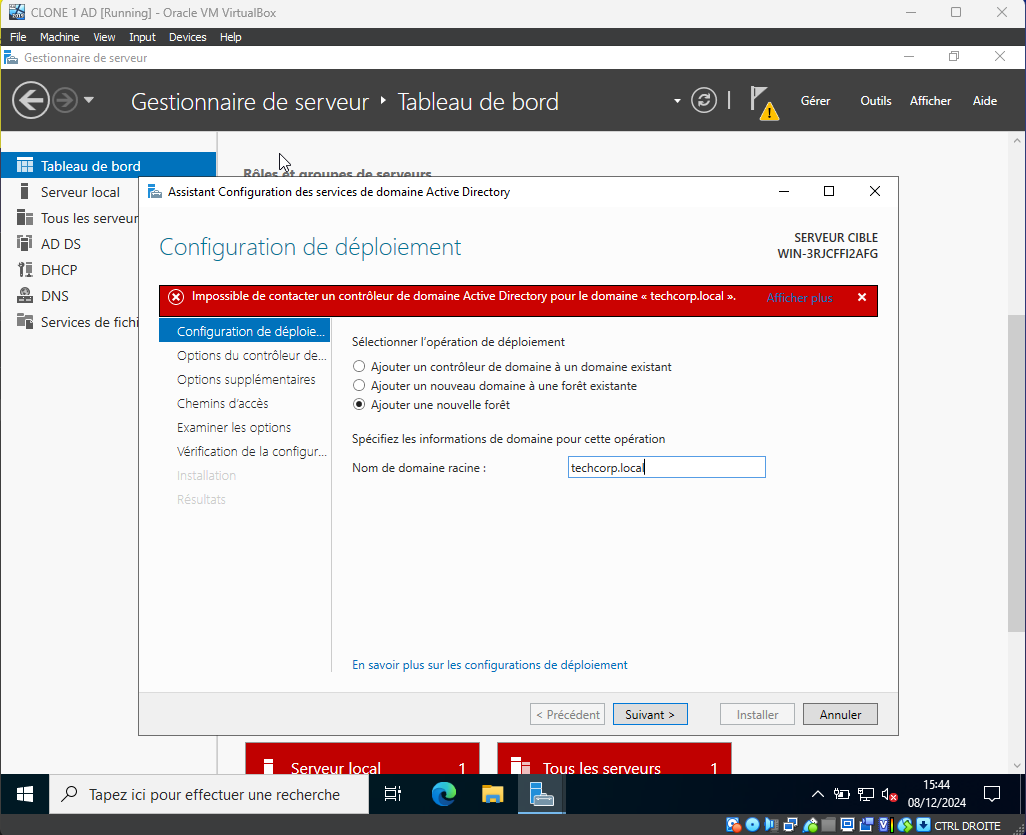 CLONE 1 AD [Running] - Oracle VM VirtualBox
File Machine View Input Devices Help
Gestionnaire de serveur
Gestionnaire de serveur ‣ Tableau de bord
Gérer Outils Afficher Aide
Tableau de bord
Serveur local
Tous les serveur
AD DS
DHCP
DNS
Services de fichi
Rôles et groupes de serveurs
Assistant Configuration des services de domaine Active Directory
Configuration de déploiement
SERVEUR CIBLE
WIN-3RJCFFI2AFG
Impossible de contacter un contrôleur de domaine Active Directory pour le domaine « techcorp.local ». Afficher plus
Configuration de déploie...
Options du contrôleur de...
Options supplémentaires
Chemins d'accès
Examiner les options
Vérification de la configur...
Installation
Résultats
Sélectionner l'opération de déploiement
Ajouter un contrôleur de domaine à un domaine existant
Ajouter un nouveau domaine à une forêt existante
Ajouter une nouvelle forêt
Spécifiez les informations de domaine pour cette opération
Nom de domaine racine : techcorp.local
En savoir plus sur les configurations de déploiement
< Précédent Suivant > Installer Annuler
Serveur local 1
Tous les serveurs 1
Tapez ici pour effectuer une recherche
15:44
08/12/2024
CTRL DROITE